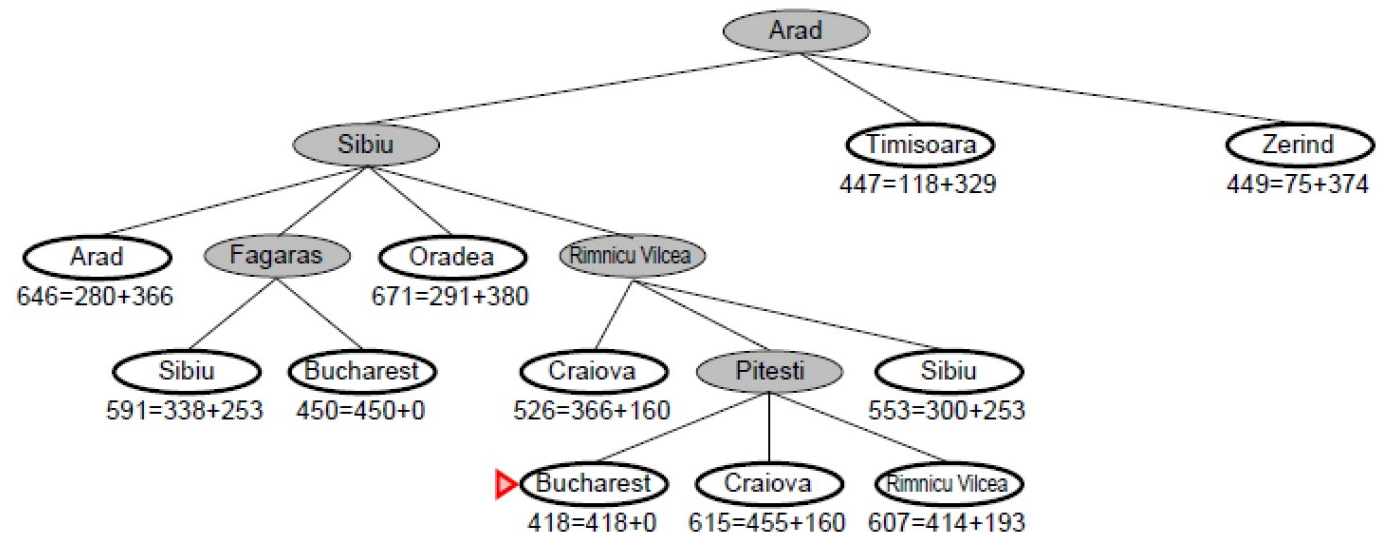 Arad
Sibiu
Timisoara
Zerind
447=118+329
449=75+374
Arad
Fagaras
Oradea
Rimnicu Vilcea
646=280+366
671=291+380
Sibiu
Bucharest
Craiova
Pitesti
Sibiu
591=338+253
450=450+0
526=366+160
553=300+253
Bucharest
Craiova
Rimnicu Vilcea
418=418+0
615=455+160
607=414+193